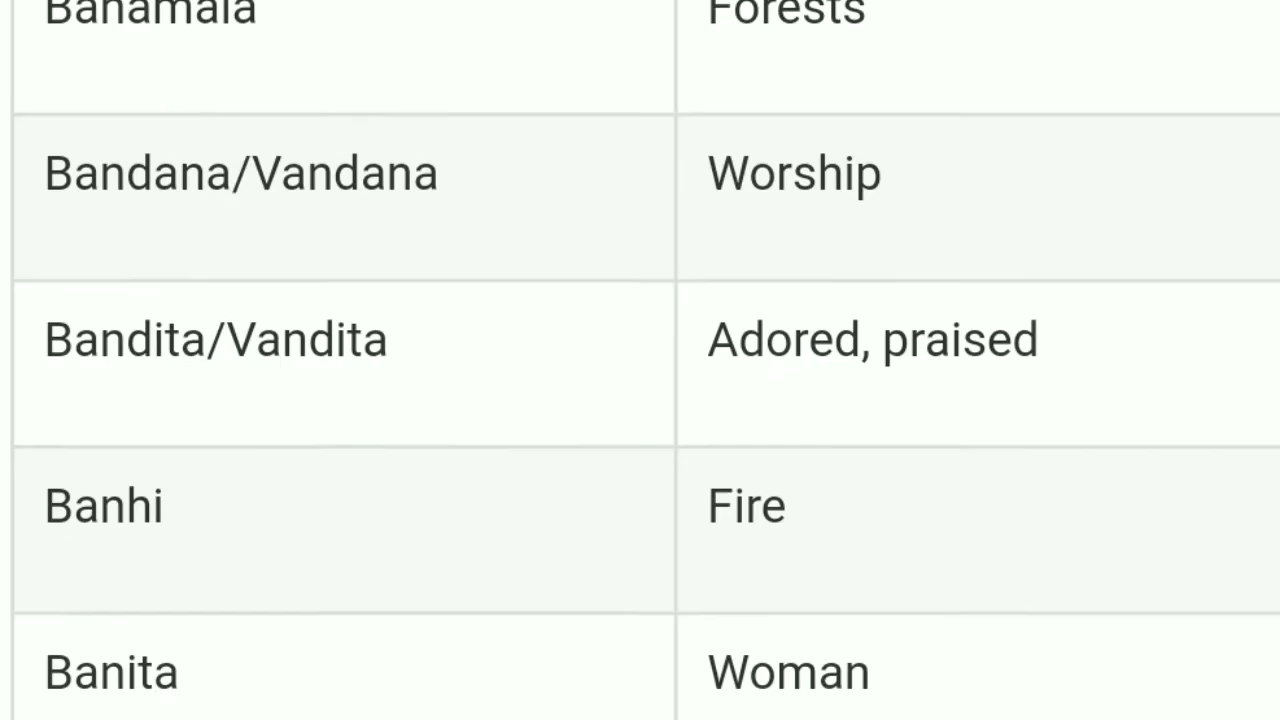 Banamala
Forests
Bandana/Vandana
Worship
Bandita/Vandita
Adored, praised
Banhi
Fire
Banita
Woman